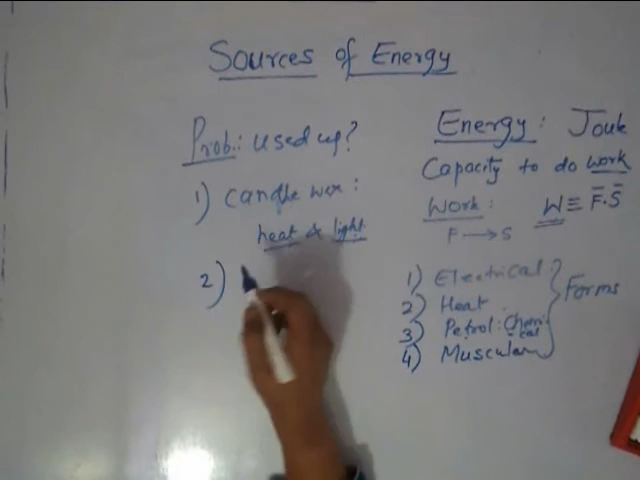 Sources of Energy
Prob.: used up?
1) Candle wax:
heat & light.
2)
Energy: Joule
Capacity to do work
Work: W ≡ F̅.S̅
F → S
1) Electrical
2) Heat
3) Petrol: Chemical
4) Muscular
Forms